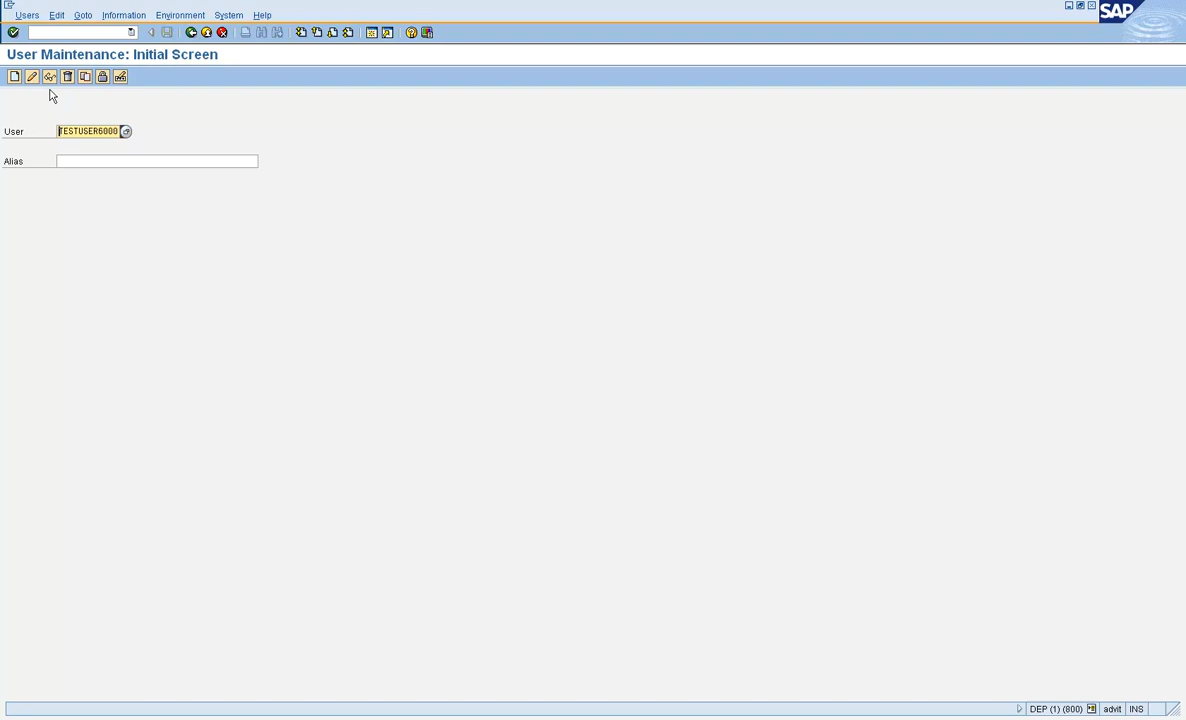 Users Edit Goto Information Environment System Help
SAP
User Maintenance: Initial Screen
User TESTUSER6000
Alias
DEP (1) (800) advit INS